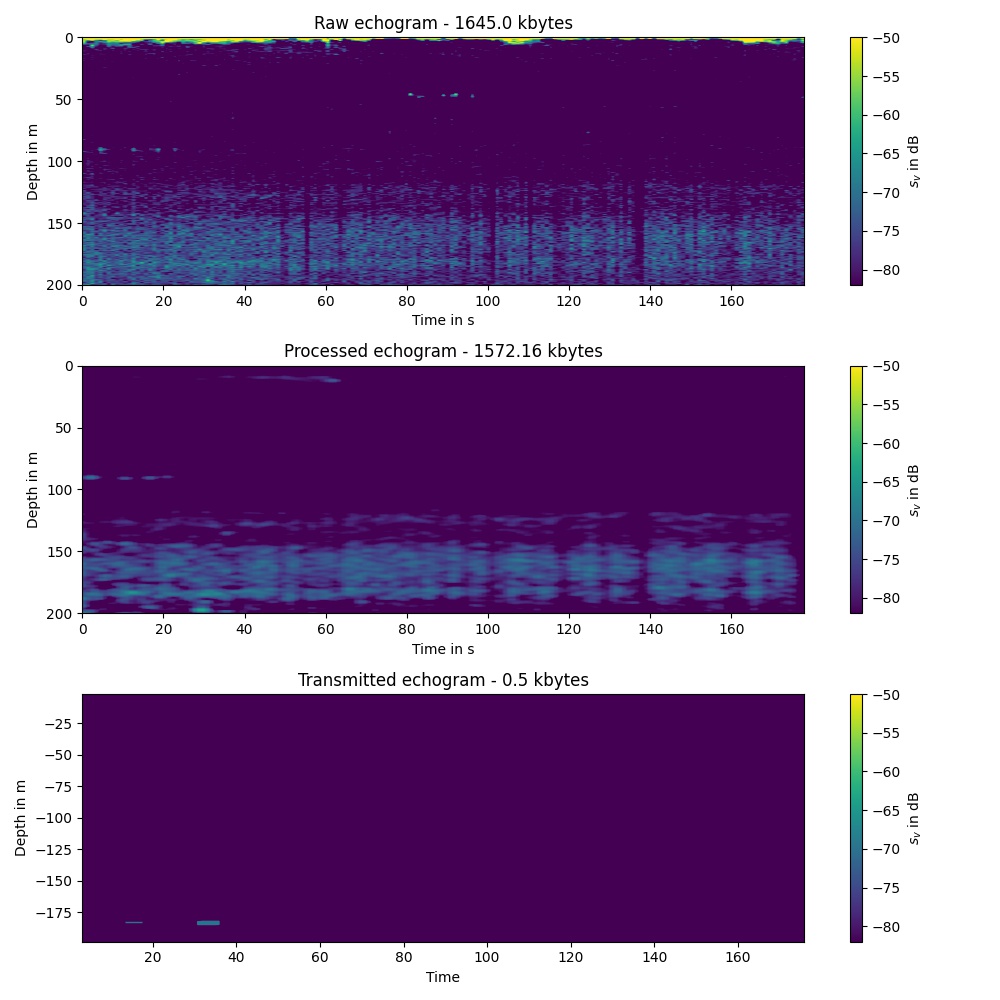 Raw echogram - 1645.0 kbytes
0
50
100
150
200
Depth in m
0 20 40 60 80 100 120 140 160
Time in s
−50
−55
−60
−65
−70
−75
−80
sv in dB
Processed echogram - 1572.16 kbytes
0
50
100
150
200
Depth in m
0 20 40 60 80 100 120 140 160
Time in s
−50
−55
−60
−65
−70
−75
−80
sv in dB
Transmitted echogram - 0.5 kbytes
−25
−50
−75
−100
−125
−150
−175
Depth in m
20 40 60 80 100 120 140 160
Time
−50
−55
−60
−65
−70
−75
−80
sv in dB